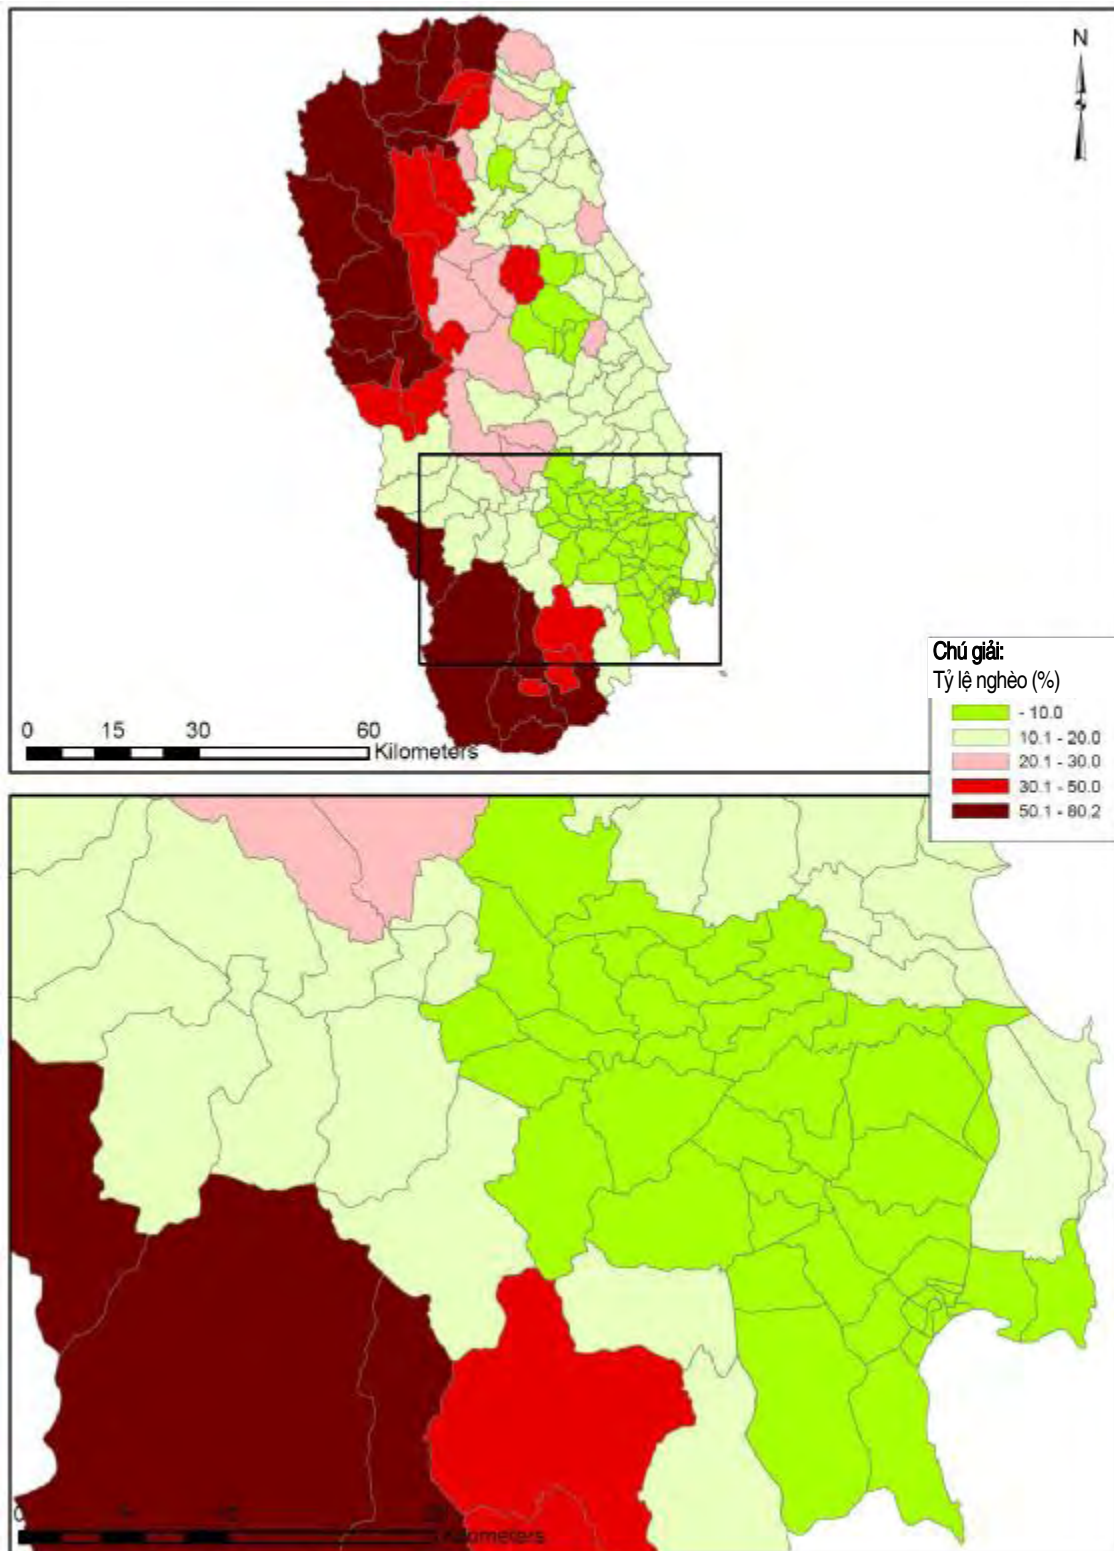 N
Chú giải:
Tỷ lệ nghèo (%)
- 10.0
10.1 - 20.0
20.1 - 30.0
30.1 - 50.0
50.1 - 80.2
0 15 30 60
Kilometers
0
Kilometers